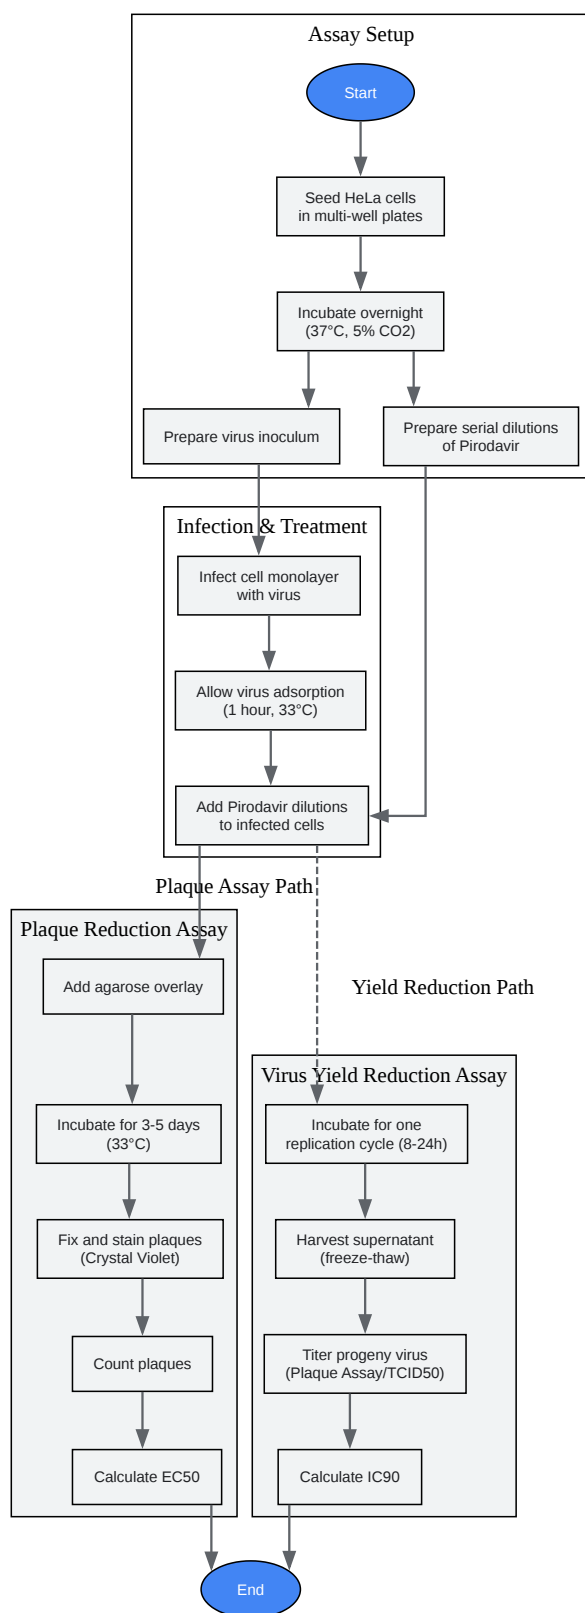 Assay Setup
Start
Seed HeLa cells
in multi-well plates
Incubate overnight
(37°C, 5% CO2)
Prepare virus inoculum
Prepare serial dilutions
of Pirodavir
Infection & Treatment
Infect cell monolayer
with virus
Allow virus adsorption
(1 hour, 33°C)
Add Pirodavir dilutions
to infected cells
Plaque Assay Path
Plaque Reduction Assay
Add agarose overlay
Yield Reduction Path
Virus Yield Reduction Assay
Incubate for 3-5 days
(33°C)
Incubate for one
replication cycle (8-24h)
Fix and stain plaques
(Crystal Violet)
Harvest supernatant
(freeze-thaw)
Count plaques
Titer progeny virus
(Plaque Assay/TCID50)
Calculate EC50
Calculate IC90
End